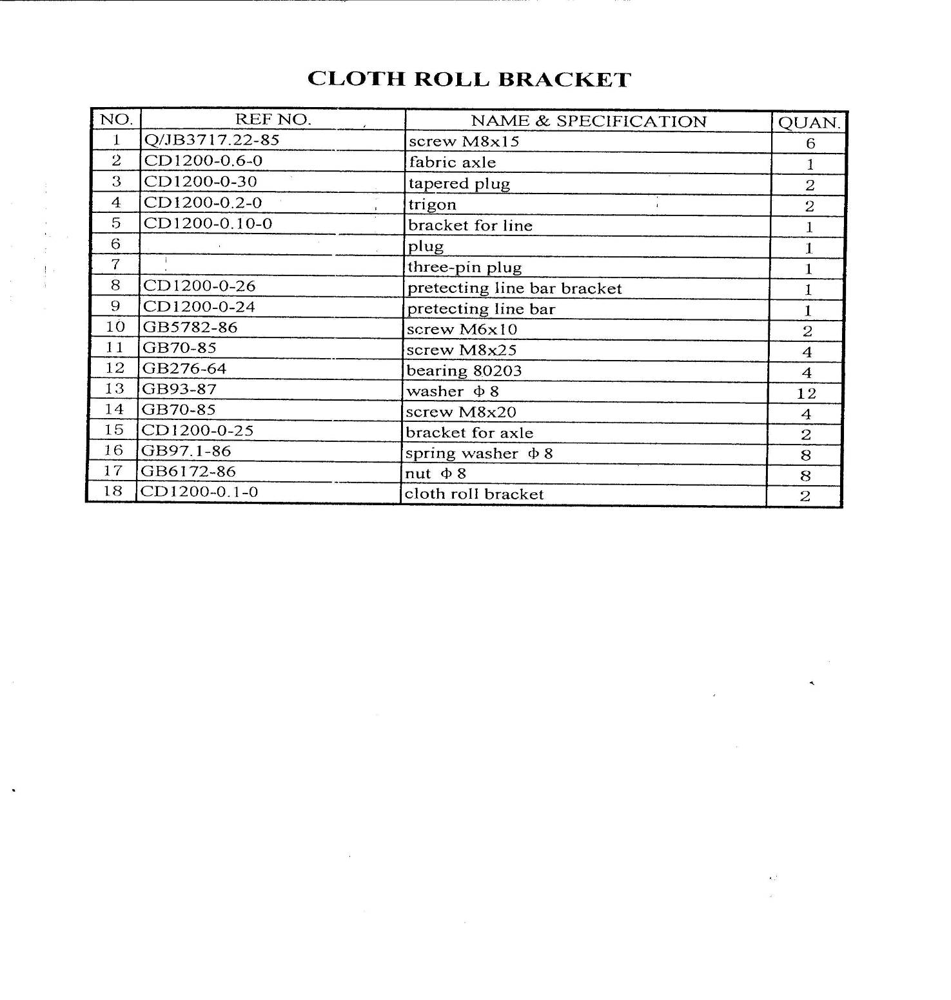 CLOTH ROLL BRACKET
NO. REF NO. NAME & SPECIFICATION QUAN.
1 Q/JB3717.22-85 screw M8x15 6
2 CD1200-0.6-0 fabric axle 1
3 CD1200-0-30 tapered plug 2
4 CD1200-0.2-0 trigon 2
5 CD1200-0.10-0 bracket for line 1
6 plug 1
7 three-pin plug 1
8 CD1200-0-26 pretecting line bar bracket 1
9 CD1200-0-24 pretecting line bar 1
10 GB5782-86 screw M6x10 2
11 GB70-85 screw M8x25 4
12 GB276-64 bearing 80203 4
13 GB93-87 washer Φ 8 12
14 GB70-85 screw M8x20 4
15 CD1200-0-25 bracket for axle 2
16 GB97.1-86 spring washer Φ 8 8
17 GB6172-86 nut Φ 8 8
18 CD1200-0.1-0 cloth roll bracket 2